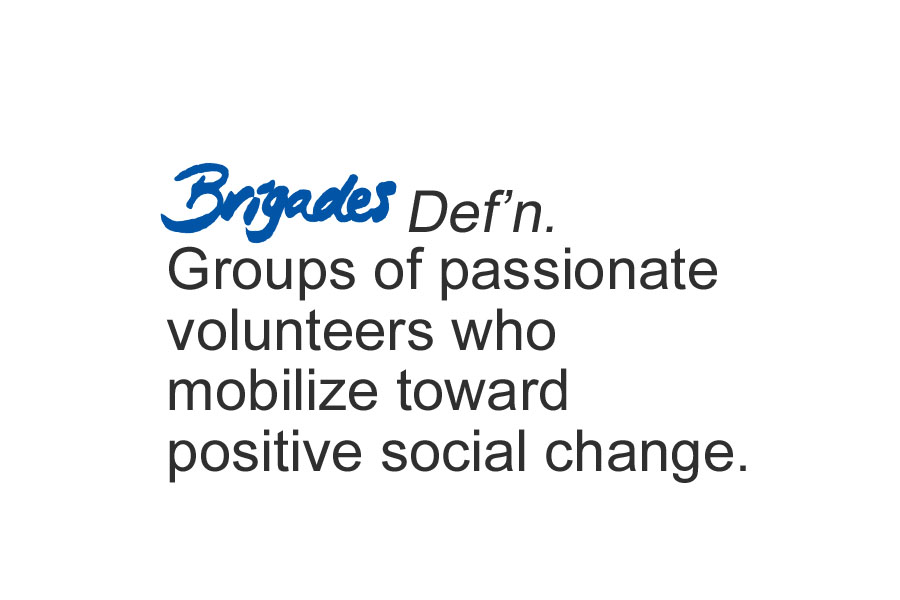 Brigades Def’n.
Groups of passionate
volunteers who
mobilize toward
positive social change.